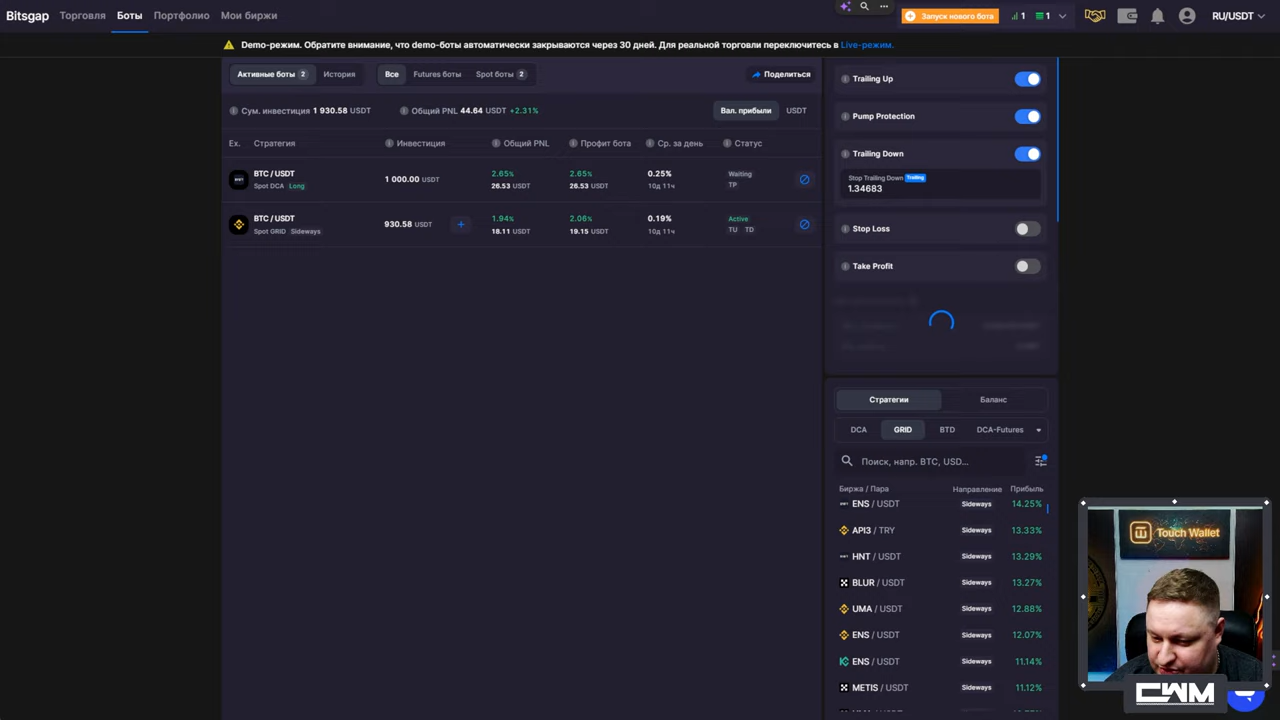 Bitsgap Торговля Боты Портфолио Мои биржи Запуск нового бота 1 1 RU/USDT
Demo-режим. Обратите внимание, что demo-боты автоматически закрываются через 30 дней. Для реальной торговли переключитесь в Live-режим.
Активные боты 2 История Все Futures боты Spot боты 2 Поделиться
Сум. инвестиция 1 930.58 USDT Общий PNL 44.64 USDT +2.31% Вал. прибыли USDT
Ex. Стратегия Инвестиция Общий PNL Профит бота Ср. за день Статус
BTC / USDT 1 000.00 USDT 2.65% 2.65% 0.25% Waiting
Spot DCA Long 26.53 USDT 26.53 USDT 10д 11ч TP
BTC / USDT 930.58 USDT + 1.94% 2.06% 0.19% Active
Spot GRID Sideways 18.11 USDT 19.15 USDT 10д 11ч TU TD
Trailing Up
Pump Protection
Trailing Down
Stop Trailing Down Trailing
1.34683
Stop Loss
Take Profit
Стратегии Баланс
DCA GRID BTD DCA-Futures
Поиск, напр. BTC, USD...
Биржа / Пара Направление Прибыль
ENS / USDT Sideways 14.25%
API3 / TRY Sideways 13.33%
HNT / USDT Sideways 13.29%
BLUR / USDT Sideways 13.27%
UMA / USDT Sideways 12.88%
ENS / USDT Sideways 12.07%
ENS / USDT Sideways 11.14%
METIS / USDT Sideways 11.12%
Touch Wallet
CWM